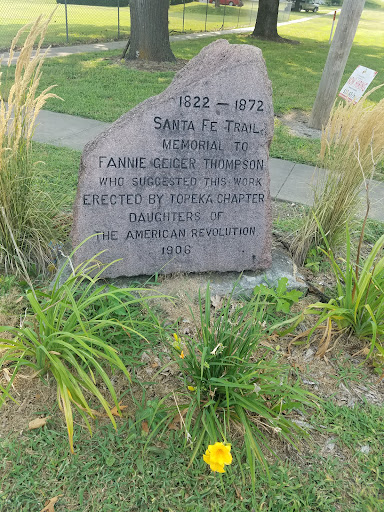 1822 — 1872
SANTA FE TRAIL
MEMORIAL TO
FANNIE GEIGER THOMPSON
WHO SUGGESTED THIS WORK
ERECTED BY TOPEKA CHAPTER
DAUGHTERS OF
THE AMERICAN REVOLUTION
1906